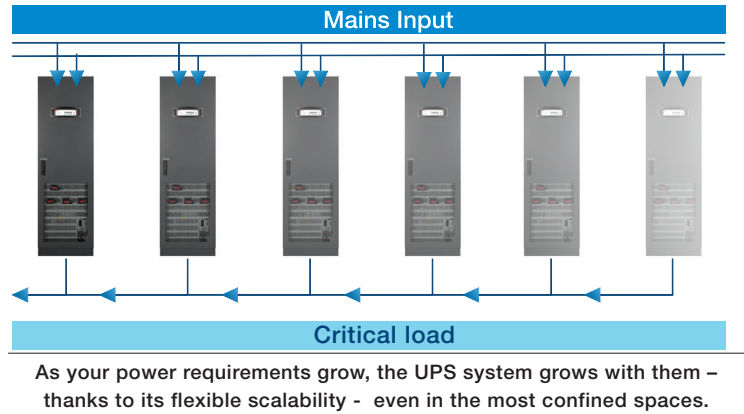 Mains Input
Critical load
As your power requirements grow, the UPS system grows with them –
thanks to its flexible scalability - even in the most confined spaces.